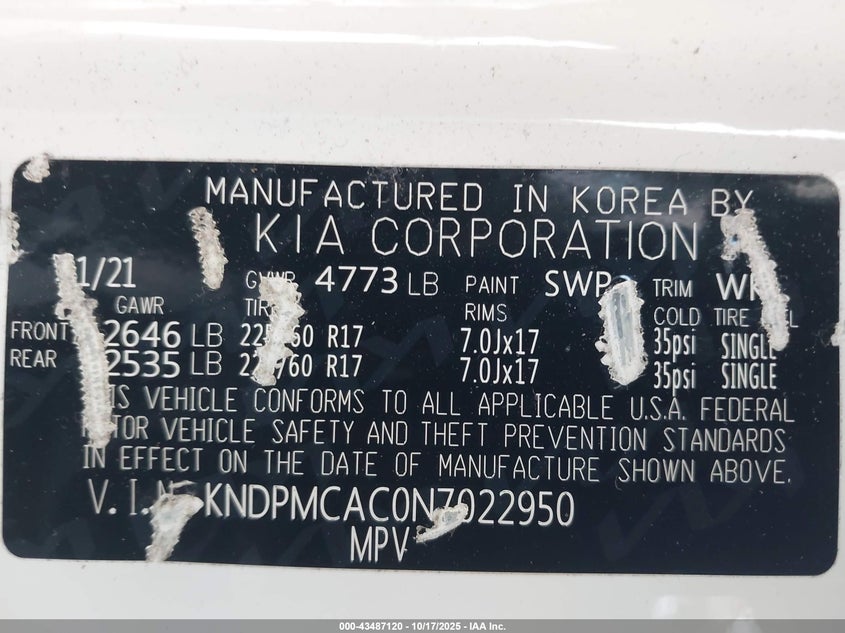 MANUFACTURED IN KOREA BY
KIA CORPORATION
1/21 GVWR 4773 LB PAINT SWP TRIM
GAWR RIMS COLD TIRE
FRONT 2646 LB R17 7.0Jx17 35psi SINGLE
REAR 2535 LB R17 7.0Jx17 35psi SINGLE
VEHICLE CONFORMS TO ALL APPLICABLE U.S.A. FEDERAL
VEHICLE SAFETY AND THEFT PREVENTION STANDARDS
IN EFFECT ON THE DATE OF MANUFACTURE SHOWN ABOVE.
V.I.N KNDPMCAC0N7022950
MPV
000-43487120 - 10/17/2025 - IAA Inc.